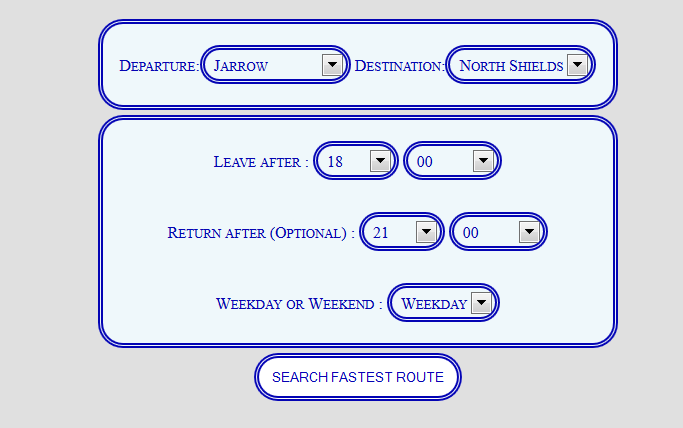 Departure: Jarrow Destination: North Shields
Leave after : 18 00
Return after (Optional) : 21 00
Weekday or Weekend : Weekday
SEARCH FASTEST ROUTE